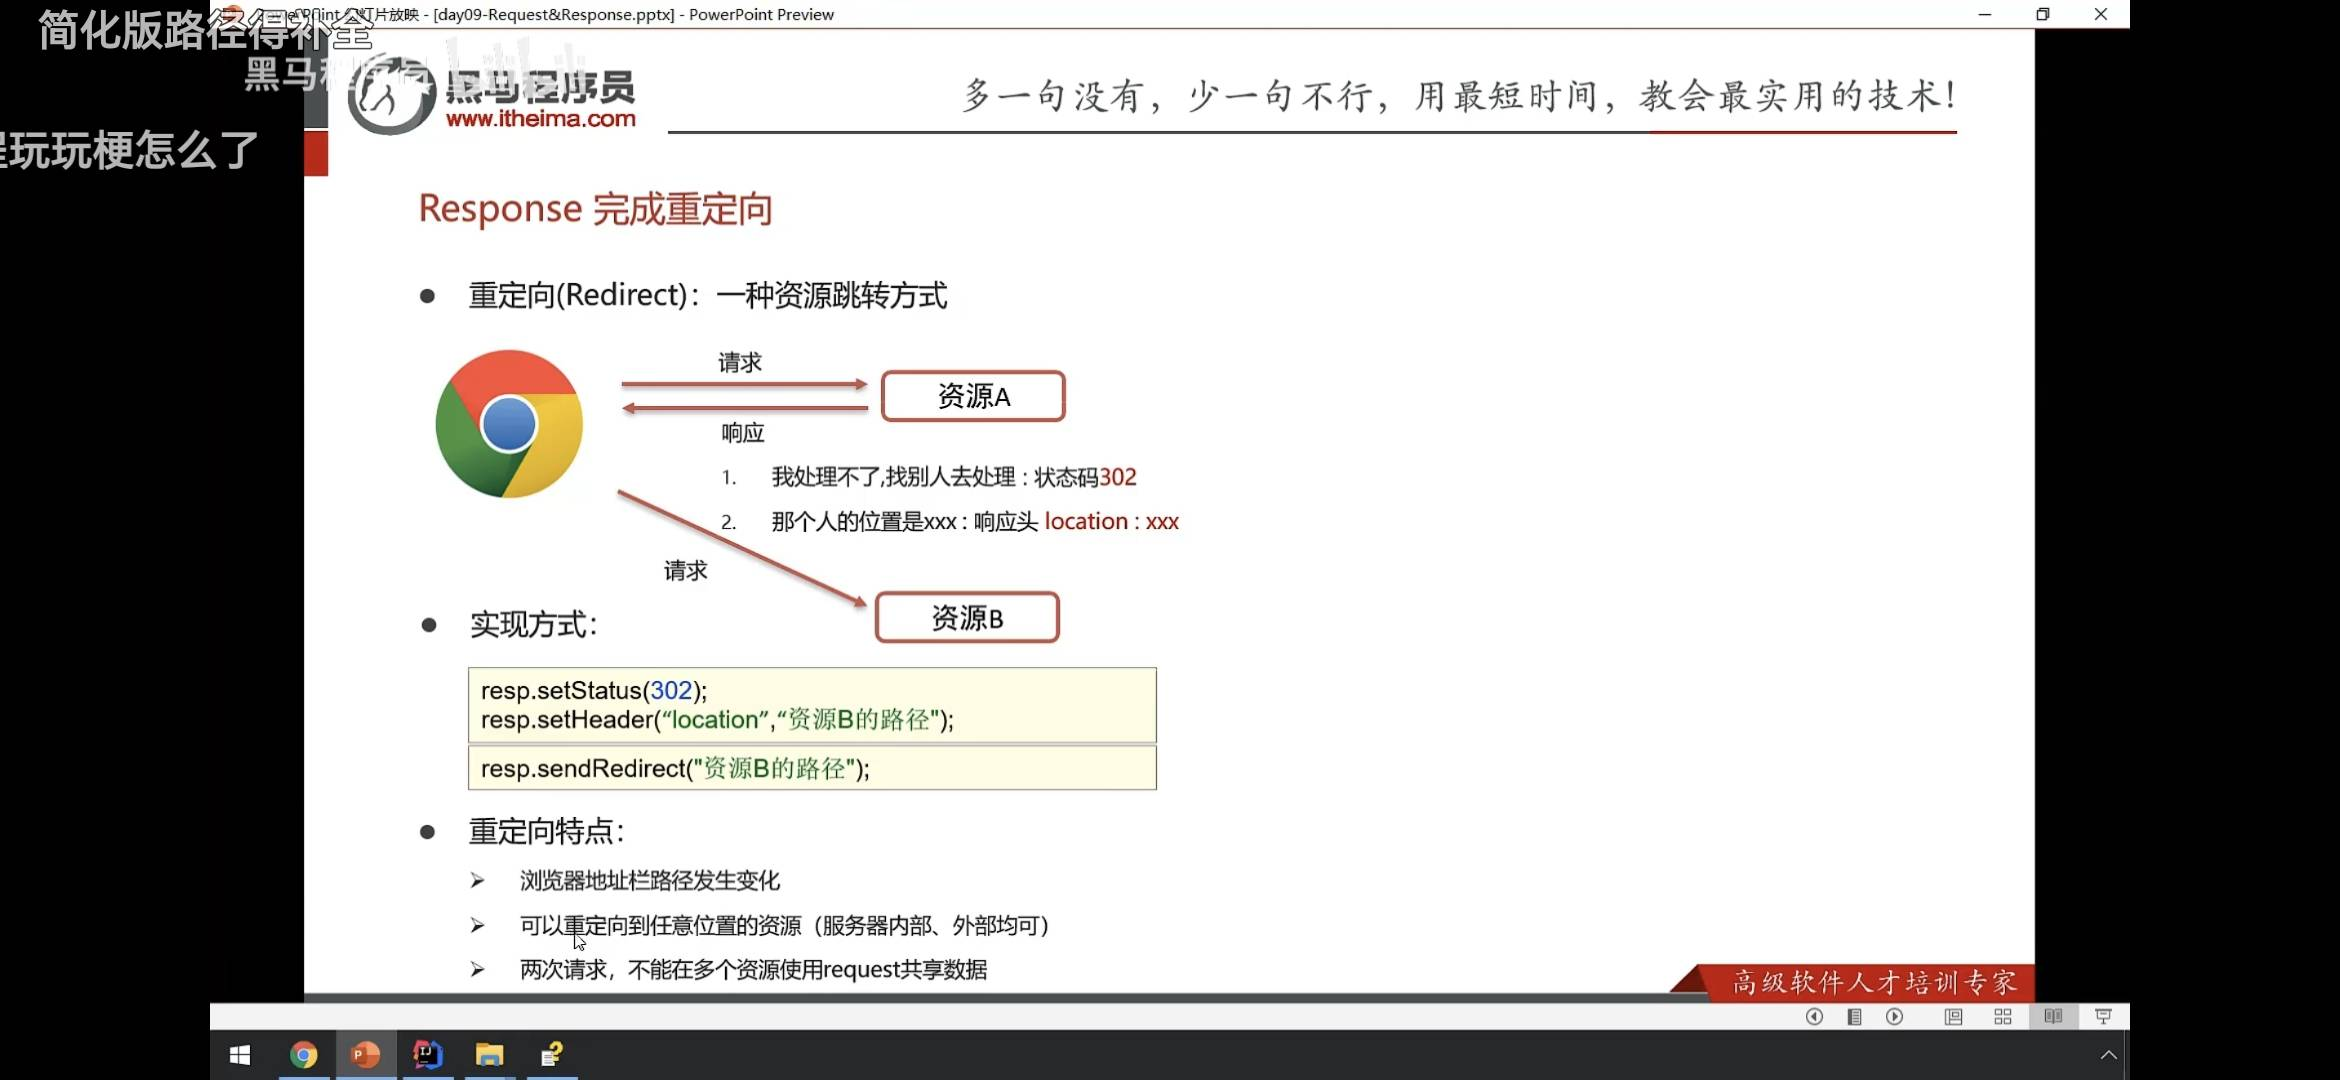 [day09-Request&Response.pptx] - PowerPoint Preview
简化版路径得补全
黑马程序员
玩玩梗怎么了
黑马程序员
www.itheima.com
多一句没有，少一句不行，用最短时间，教会最实用的技术！
Response 完成重定向
重定向(Redirect)：一种资源跳转方式
请求
资源A
响应
1. 我处理不了,找别人去处理 : 状态码302
2. 那个人的位置是xxx : 响应头 location : xxx
请求
资源B
实现方式：
resp.setStatus(302);
resp.setHeader(“location”,“资源B的路径");
resp.sendRedirect("资源B的路径");
重定向特点：
浏览器地址栏路径发生变化
可以重定向到任意位置的资源（服务器内部、外部均可）
两次请求，不能在多个资源使用request共享数据
高级软件人才培训专家